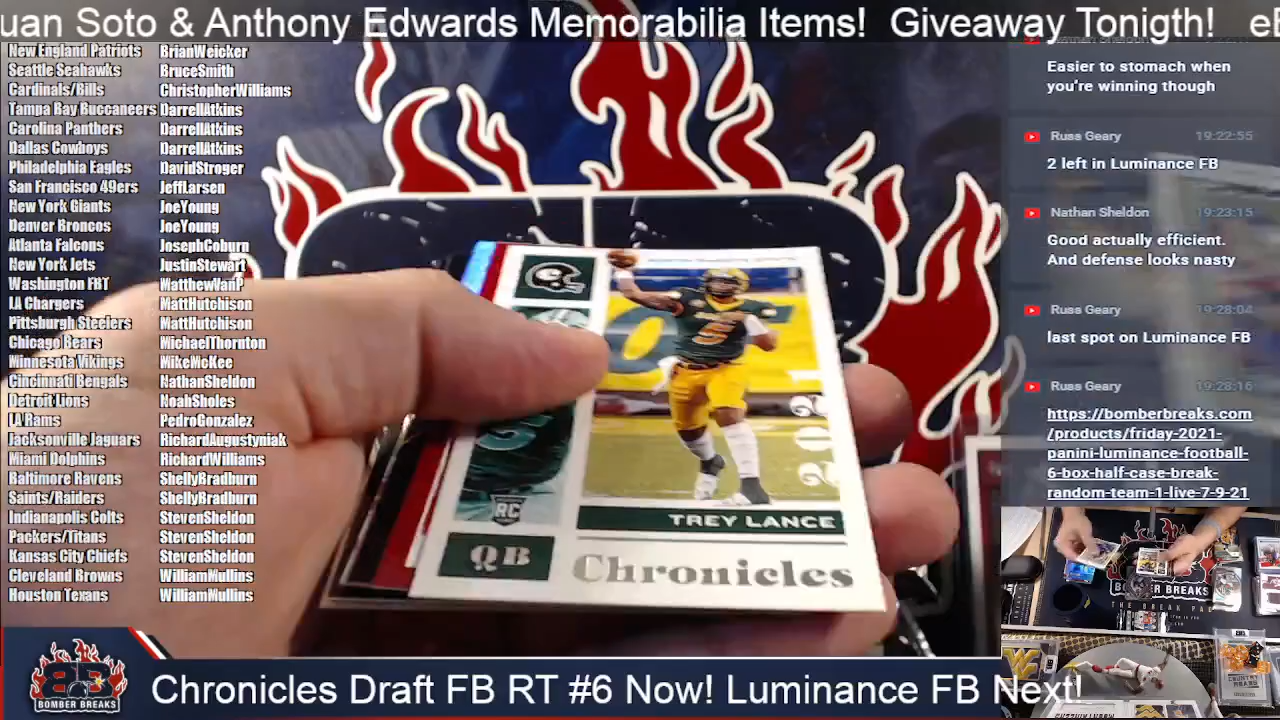 uan Soto & Anthony Edwards Memorabilia Items!  Giveaway Tonigth!  eB
New England Patriots BrianWeicker
Seattle Seahawks BruceSmith
Cardinals/Bills ChristopherWilliams
Tampa Ray Buccaneers DarrellAtkins
Carolina Panthers DarrellAtkins
Dallas Cowboys DarrellAtkins
Philadelphia Eagles DavidStroger
San Francisco 49ers JeffLarsen
New York Giants JoeYoung
Denver Broncos JoeYoung
Atlanta Falcons JosephCoburn
New York Jets JustinStewart
Washington FBT MatthewVanP
LA Chargers MattHutchison
Pittsburgh Steelers MattHutchison
Chicago Bears MichaelThornton
Minnesota Vikings MikeMcKee
Cincinnati Bengals NathanSheldon
Detroit Lions NoahSholes
LA Rams PedroGonzalez
Jacksonville Jaguars RichardAugustyniak
Miami Dolphins RichardWilliams
Baltimore Ravens ShellyBradburn
Saints/Raiders ShellyBradburn
Indianapolis Colts StevenSheldon
Packers/Titans StevenSheldon
Kansas City Chiefs StevenSheldon
Cleveland Browns WilliamMullins
Houston Texans WilliamMullins
5
2021
RC
TREY LANCE
QB
Chronicles
Easier to stomach when
you're winning though
Russ Geary 19:22:55
2 left in Luminance FB
Nathan Sheldon 19:23:15
Good actually efficient.
And defense looks nasty
Russ Geary 19:28:04
last spot on Luminance FB
Russ Geary 19:28:16
https://bomberbreaks.com
/products/friday-2021-
panini-luminance-football-
6-box-half-case-break-
random-team-1-live-7-9-21
BOMBER BREAKS
THE BREAK PA
BOMBER BREAKS
Chronicles Draft FB RT #6 Now! Luminance FB Next!